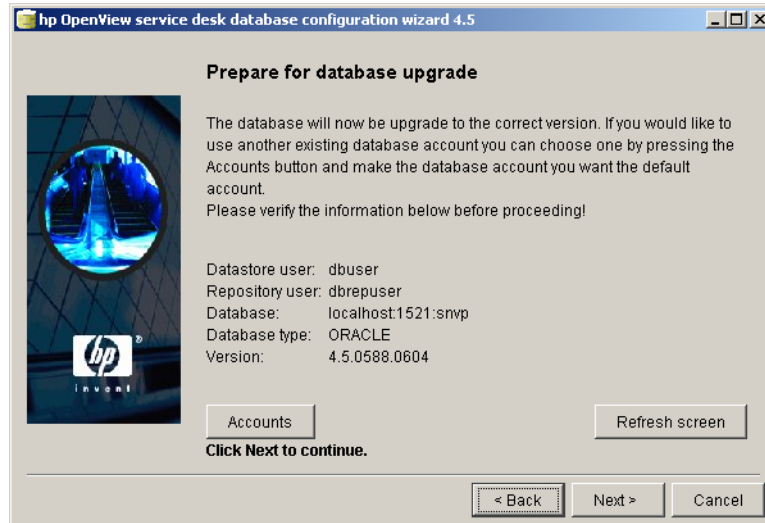 hp OpenView service desk database configuration wizard 4.5
Prepare for database upgrade
The database will now be upgrade to the correct version. If you would like to
use another existing database account you can choose one by pressing the
Accounts button and make the database account you want the default
account.
Please verify the information below before proceeding!
Datastore user: dbuser
Repository user: dbrepuser
Database: localhost:1521:snvp
Database type: ORACLE
Version: 4.5.0588.0604
hp®
invent
Accounts
Refresh screen
Click Next to continue.
< Back
Next >
Cancel